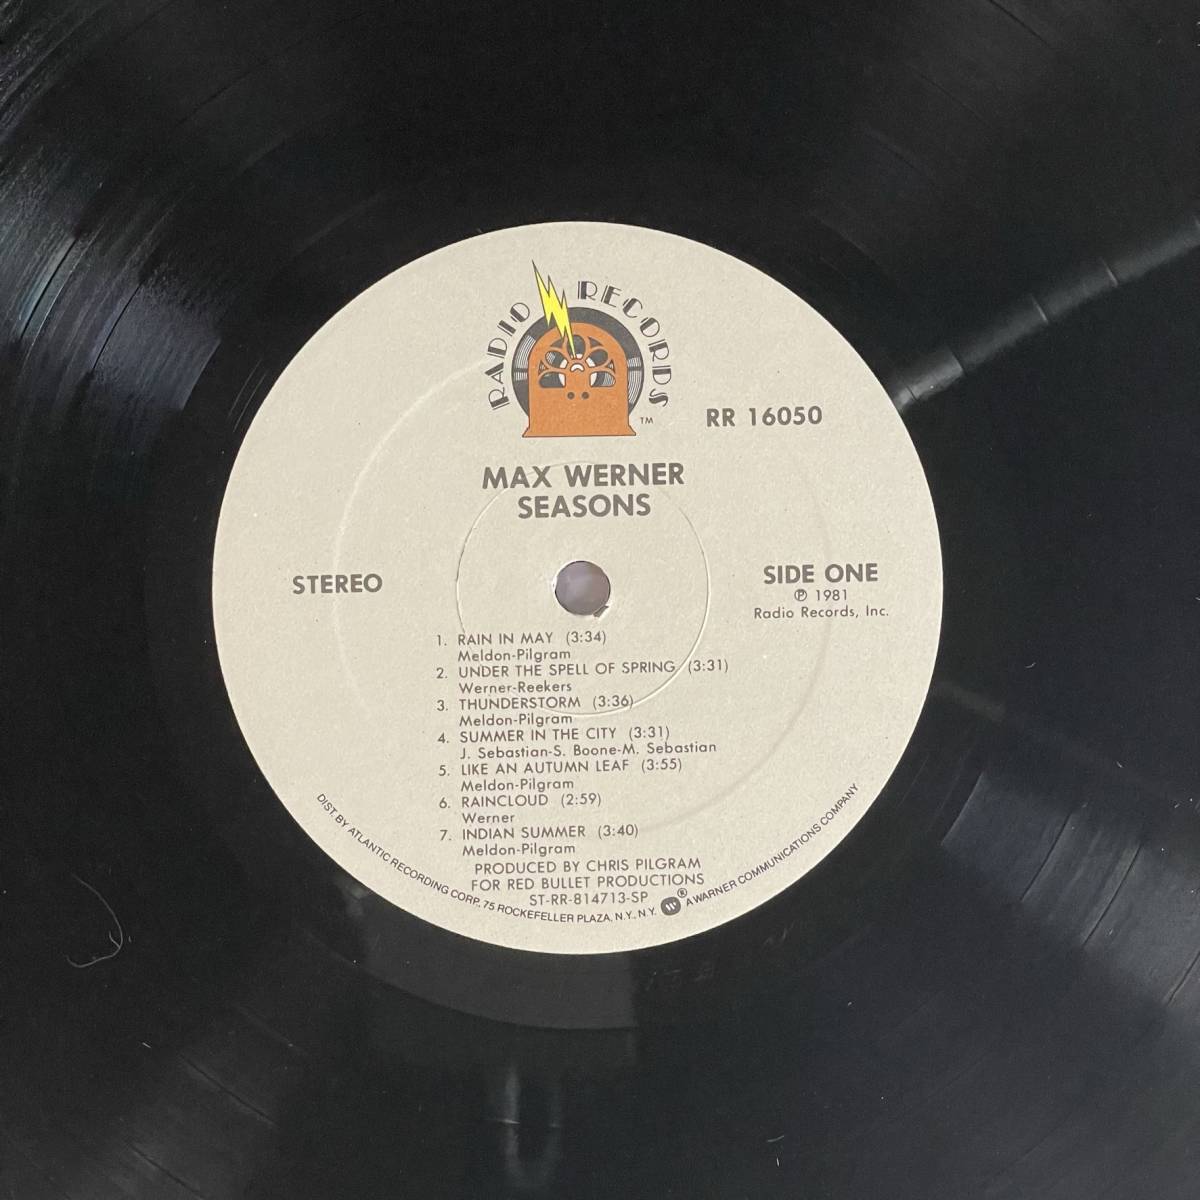 RADIO RECORDS
TM
RR 16050
MAX WERNER
SEASONS
STEREO
SIDE ONE
℗ 1981
Radio Records, Inc.
1. RAIN IN MAY (3:34)
Meldon-Pilgram
2. UNDER THE SPELL OF SPRING (3:31)
Werner-Reekers
3. THUNDERSTORM (3:36)
Meldon-Pilgram
4. SUMMER IN THE CITY (3:31)
J. Sebastian-S. Boone-M. Sebastian
5. LIKE AN AUTUMN LEAF (3:55)
Meldon-Pilgram
6. RAINCLOUD (2:59)
Werner
7. INDIAN SUMMER (3:40)
Meldon-Pilgram
PRODUCED BY CHRIS PILGRAM
FOR RED BULLET PRODUCTIONS
ST-RR-814713-SP
DIST. BY ATLANTIC RECORDING CORP., 75 ROCKEFELLER PLAZA, N.Y., N.Y. ® A WARNER COMMUNICATIONS COMPANY